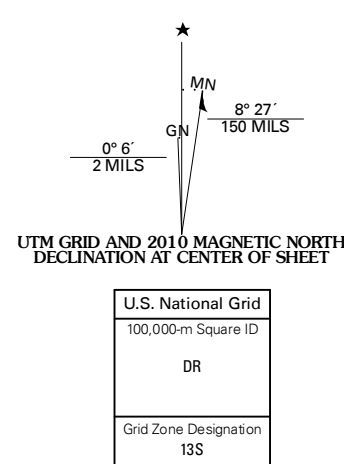 ★
MN
8° 27´
150 MILS
GN
0° 6´
2 MILS
UTM GRID AND 2010 MAGNETIC NORTH
DECLINATION AT CENTER OF SHEET
U.S. National Grid
100,000-m Square ID
DR
Grid Zone Designation
13S